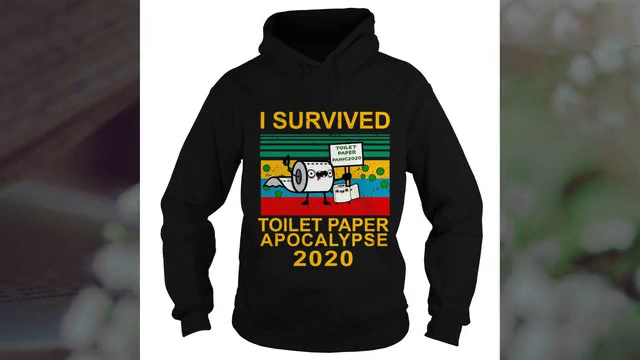 I SURVIVED
TOILET
PAPER
PANIC2020
TOILET PAPER
APOCALYPSE
2020